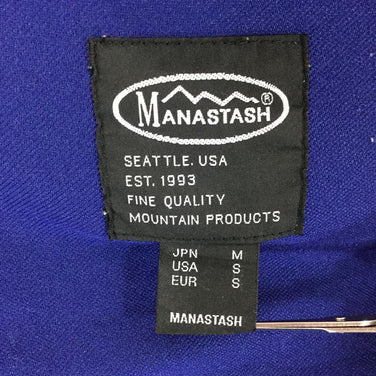 MANASTASH ®
SEATTLE. USA
EST. 1993
FINE QUALITY
MOUNTAIN PRODUCTS
JPN M
USA S
EUR S
MANASTASH